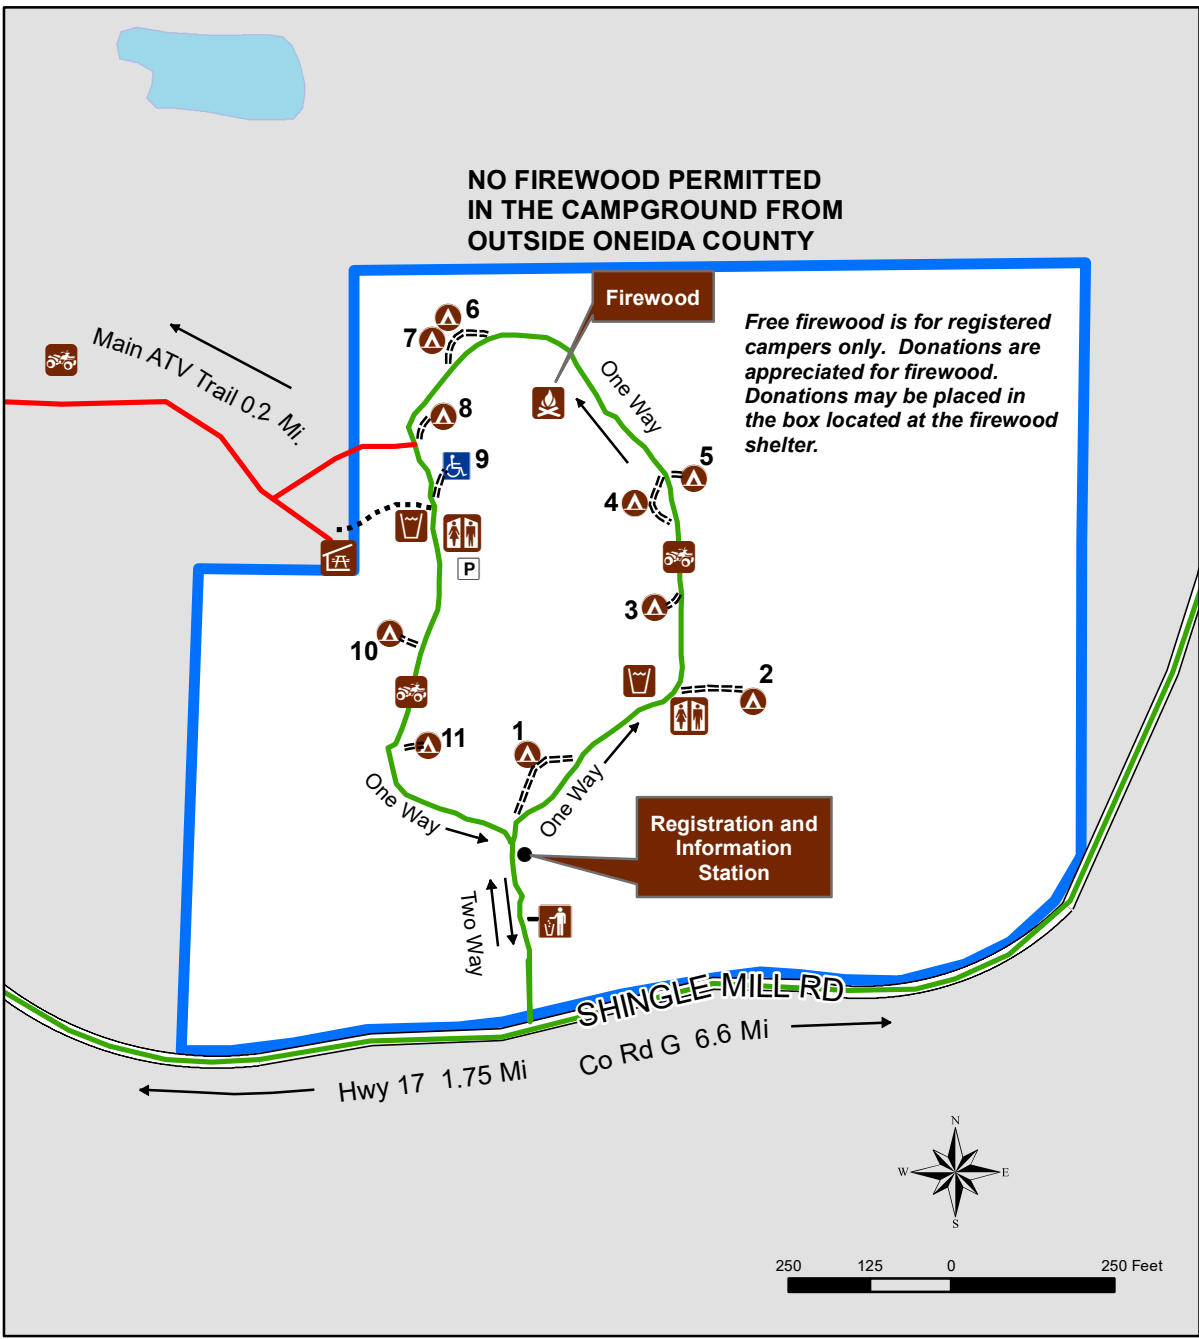 NO FIREWOOD PERMITTED
IN THE CAMPGROUND FROM
OUTSIDE ONEIDA COUNTY
Firewood
Free firewood is for registered
campers only. Donations are
appreciated for firewood.
Donations may be placed in
the box located at the firewood
shelter.
Main ATV Trail 0.2 Mi.
6
7
One Way
8
9
5
4
P
3
10
2
1
11
One Way
One Way
Registration and
Information
Station
Two Way
SHINGLE MILL RD
Co Rd G 6.6 Mi
Hwy 17 1.75 Mi
N
W
E
S
250 125 0 250 Feet